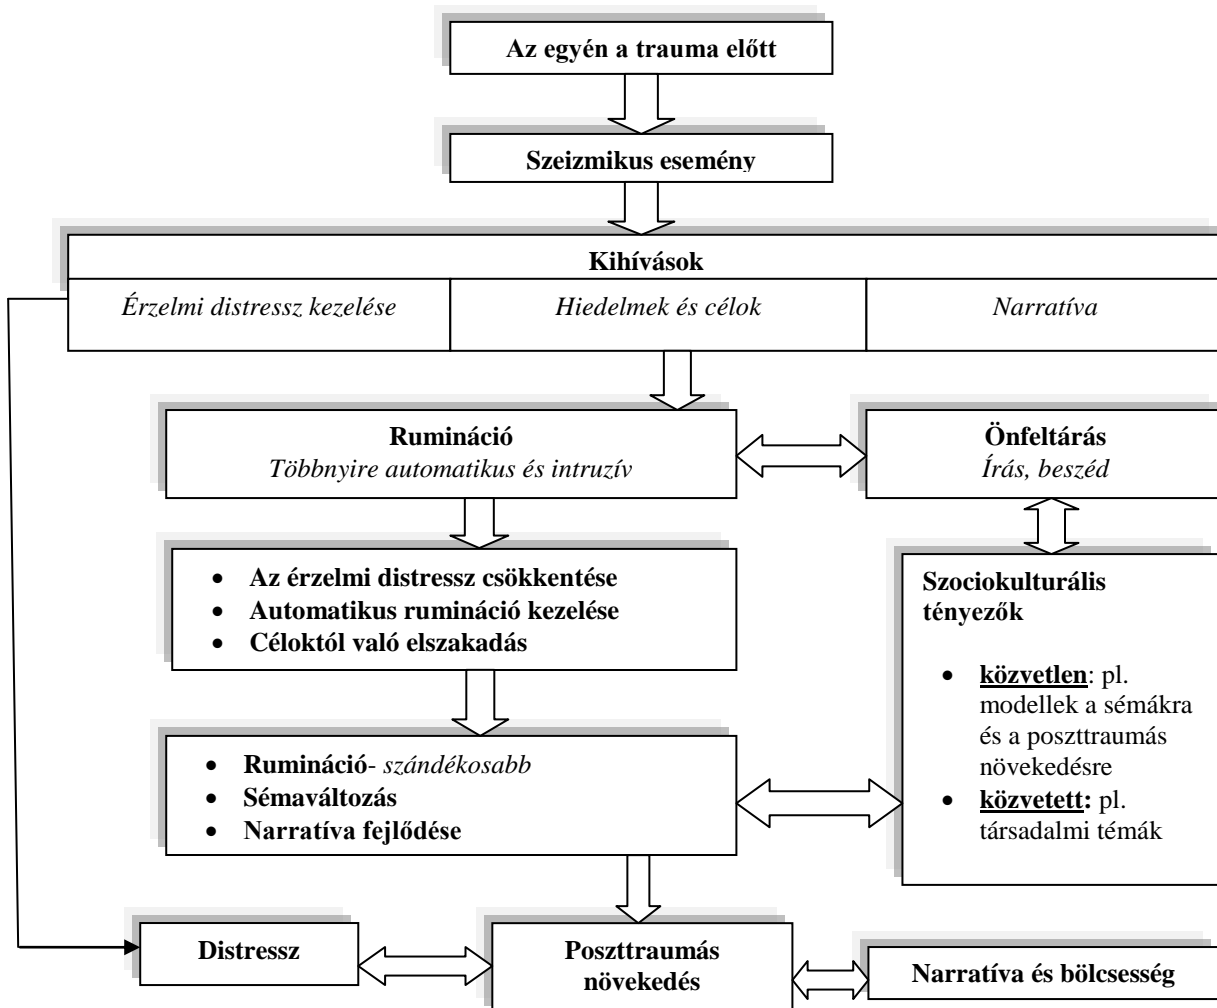 Az egyén a trauma előtt
Szeizmikus esemény
Kihívások
Érzelmi distressz kezelése
Hiedelmek és célok
Narratíva
Rumináció
Többnyire automatikus és intruzív
Önfeltárás
Írás, beszéd
• Az érzelmi distressz csökkentése
• Automatikus rumináció kezelése
• Céloktól való elszakadás
Szociokulturális
tényezők
• közvetlen: pl.
modellek a sémákra
és a poszttraumás
növekedésre
• közvetett: pl.
társadalmi témák
• Rumináció- szándékosabb
• Sémaváltozás
• Narratíva fejlődése
Distressz
Poszttraumás
növekedés
Narratíva és bölcsesség